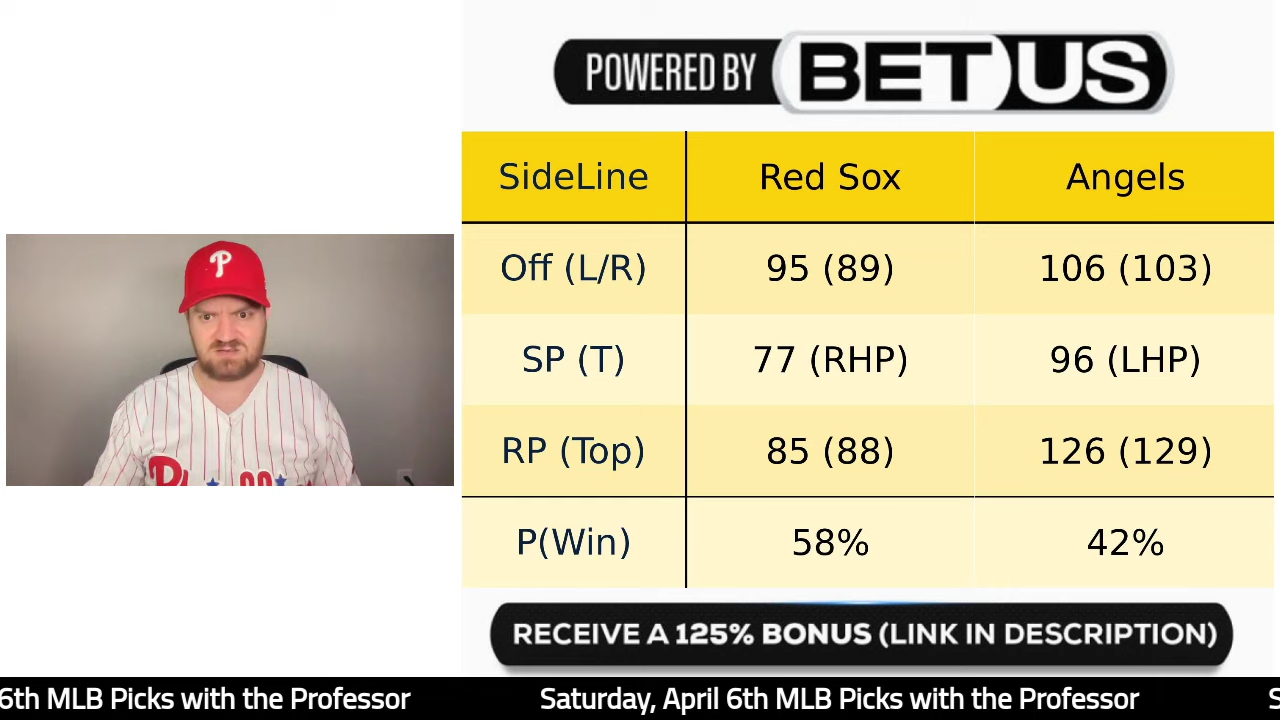 POWERED BY BETUS
SideLine Red Sox Angels
Off (L/R) 95 (89) 106 (103)
SP (T) 77 (RHP) 96 (LHP)
RP (Top) 85 (88) 126 (129)
P(Win) 58% 42%
P
RECEIVE A 125% BONUS (LINK IN DESCRIPTION)
6th MLB Picks with the Professor Saturday, April 6th MLB Picks with the Professor S